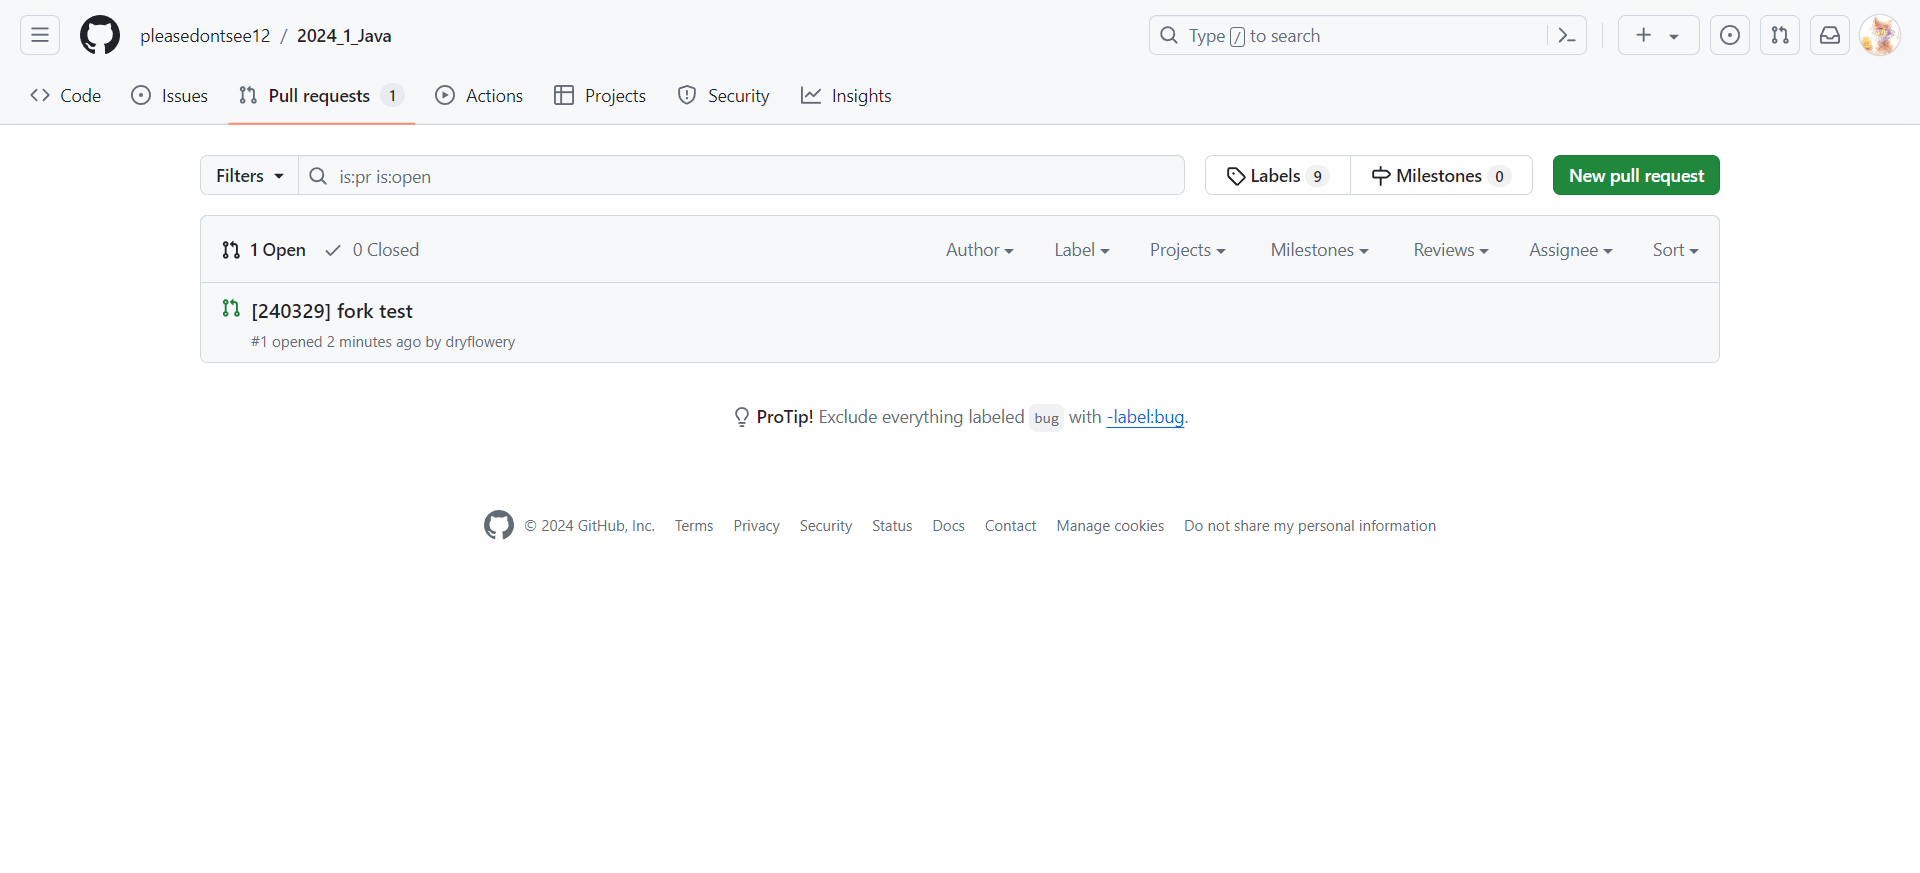 pleasedontsee12 / 2024_1_Java
Type / to search
Code Issues Pull requests 1 Actions Projects Security Insights
Filters is:pr is:open Labels 9 Milestones 0 New pull request
1 Open 0 Closed Author Label Projects Milestones Reviews Assignee Sort
[240329] fork test
#1 opened 2 minutes ago by dryflowery
ProTip! Exclude everything labeled bug with -label:bug.
© 2024 GitHub, Inc. Terms Privacy Security Status Docs Contact Manage cookies Do not share my personal information